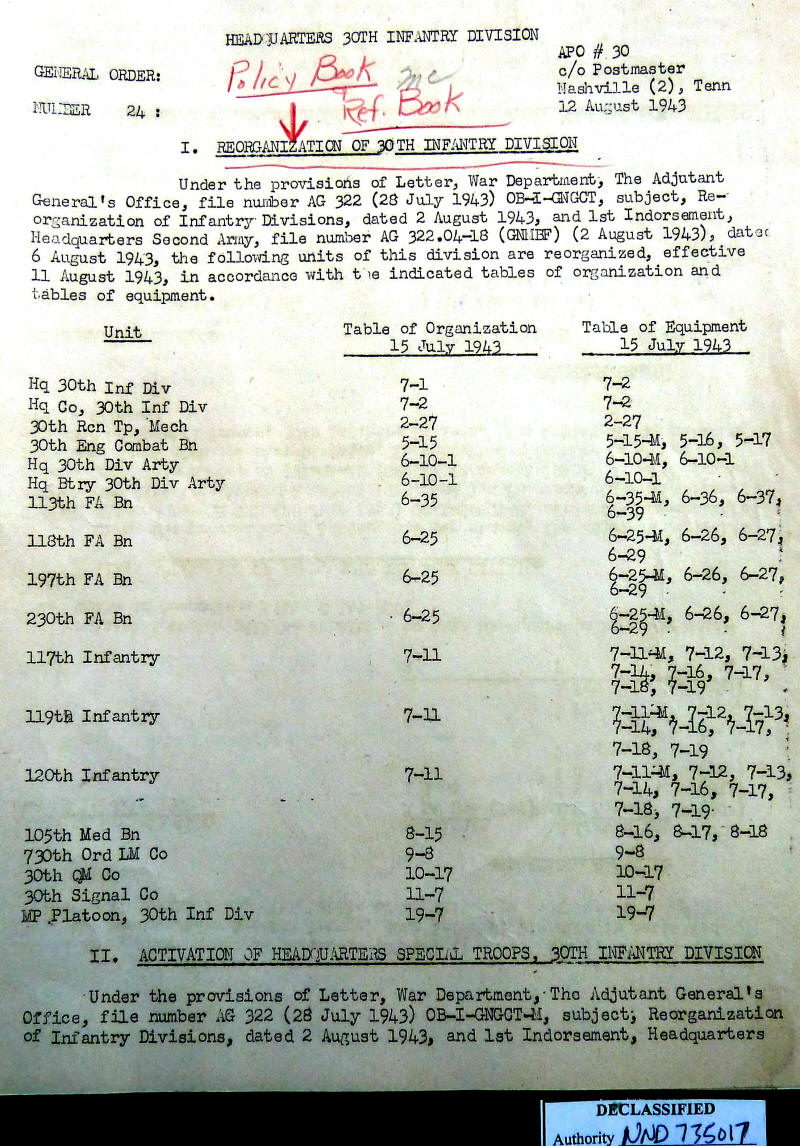 HEADQUARTERS 30TH INFANTRY DIVISION
APO # 30
GENERAL ORDER:
c/o Postmaster
Nashville (2), Tenn
NUMBER 24 :
12 August 1943
Policy Book mc
Ref. Book
I. REORGANIZATION OF 30TH INFANTRY DIVISION
Under the provisions of Letter, War Department, The Adjutant
General's Office, file number AG 322 (28 July 1943) OB-I-GNGCT, subject, Re-
organization of Infantry Divisions, dated 2 August 1943, and 1st Indorsement,
Headquarters Second Army, file number AG 322.04-18 (GNMBF) (2 August 1943), dated
6 August 1943, the following units of this division are reorganized, effective
11 August 1943, in accordance with the indicated tables of organization and
tables of equipment.
Unit Table of Organization Table of Equipment
15 July 1943 15 July 1943
Hq 30th Inf Div 7-1 7-2
Hq Co, 30th Inf Div 7-2 7-2
30th Rcn Tp, Mech 2-27 2-27
30th Eng Combat Bn 5-15 5-15-M, 5-16, 5-17
Hq 30th Div Arty 6-10-1 6-10-M, 6-10-1
Hq Btry 30th Div Arty 6-10-1 6-10-1
113th FA Bn 6-35 6-35-M, 6-36, 6-37,
6-39
118th FA Bn 6-25 6-25-M, 6-26, 6-27,
6-29
197th FA Bn 6-25 6-25-M, 6-26, 6-27,
6-29
230th FA Bn 6-25 6-25-M, 6-26, 6-27,
6-29
117th Infantry 7-11 7-11-M, 7-12, 7-13,
7-14, 7-16, 7-17,
7-18, 7-19
119th Infantry 7-11 7-11-M, 7-12, 7-13,
7-14, 7-16, 7-17,
7-18, 7-19
120th Infantry 7-11 7-11-M, 7-12, 7-13,
7-14, 7-16, 7-17,
7-18, 7-19
105th Med Bn 8-15 8-16, 8-17, 8-18
730th Ord LM Co 9-8 9-8
30th QM Co 10-17 10-17
30th Signal Co 11-7 11-7
MP Platoon, 30th Inf Div 19-7 19-7
II. ACTIVATION OF HEADQUARTERS SPECIAL TROOPS, 30TH INFANTRY DIVISION
Under the provisions of Letter, War Department, The Adjutant General's
Office, file number AG 322 (28 July 1943) OB-I-GNGCT-M, subject, Reorganization
of Infantry Divisions, dated 2 August 1943, and 1st Indorsement, Headquarters
DECLASSIFIED
Authority NND 735017